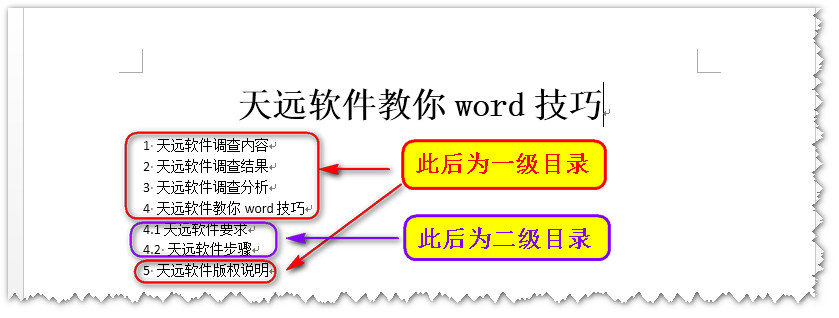 天远软件教你 word 技巧
1 天远软件调查内容
2 天远软件调查结果
3 天远软件调查分析
4 天远软件教你 word 技巧
4.1 天远软件要求
4.2 天远软件步骤
5 天远软件版权说明
此后为一级目录
此后为二级目录